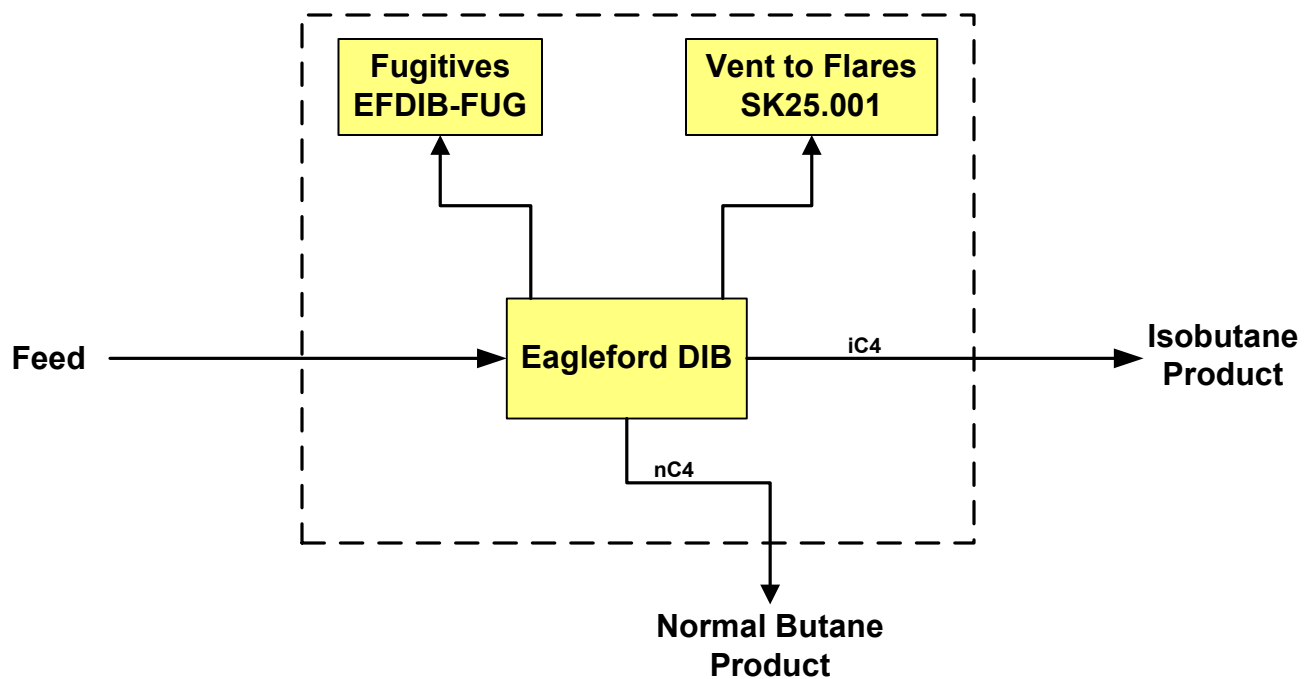 Fugitives
EFDIB-FUG
Vent to Flares
SK25.001
Feed
Eagleford DIB
iC4
Isobutane
Product
nC4
Normal Butane
Product